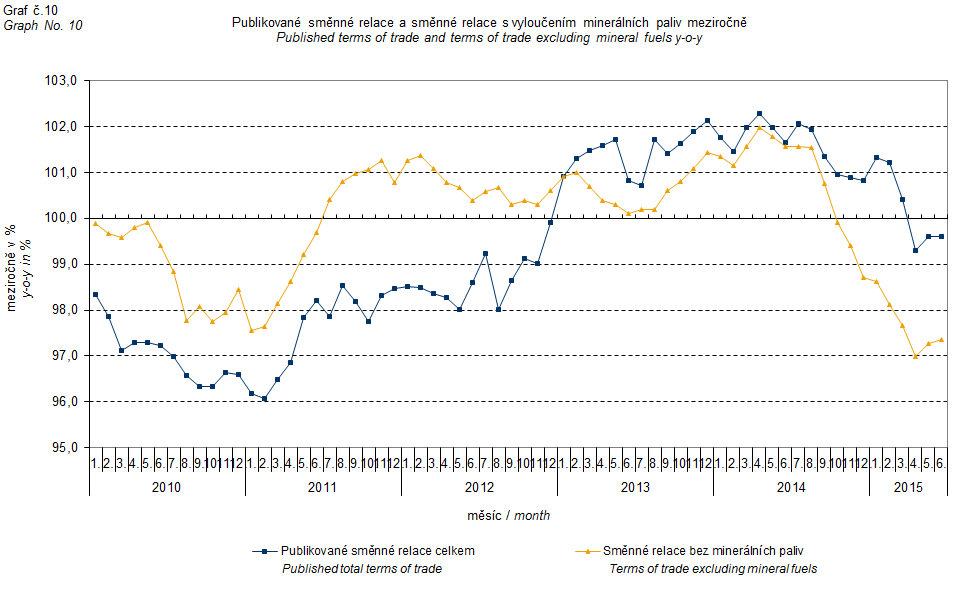 Graf č.10
Graph No. 10
Publikované směnné relace a směnné relace s vyloučením minerálních paliv meziročně
Published terms of trade and terms of trade excluding mineral fuels y-o-y
103,0
102,0
101,0
100,0
99,0
98,0
97,0
96,0
95,0
meziročně v %
y-o-y in %
1. 2. 3. 4. 5. 6. 7. 8. 9. 10 11 12 1. 2. 3. 4. 5. 6. 7. 8. 9. 10 11 12 1. 2. 3. 4. 5. 6. 7. 8. 9. 10 11 12 1. 2. 3. 4. 5. 6. 7. 8. 9. 10 11 12 1. 2. 3. 4. 5. 6. 7. 8. 9. 10 11 12 1. 2. 3. 4. 5. 6.
2010 2011 2012 2013 2014 2015
měsíc / month
Publikované směnné relace celkem Směnné relace bez minerálních paliv
Published total terms of trade Terms of trade excluding mineral fuels